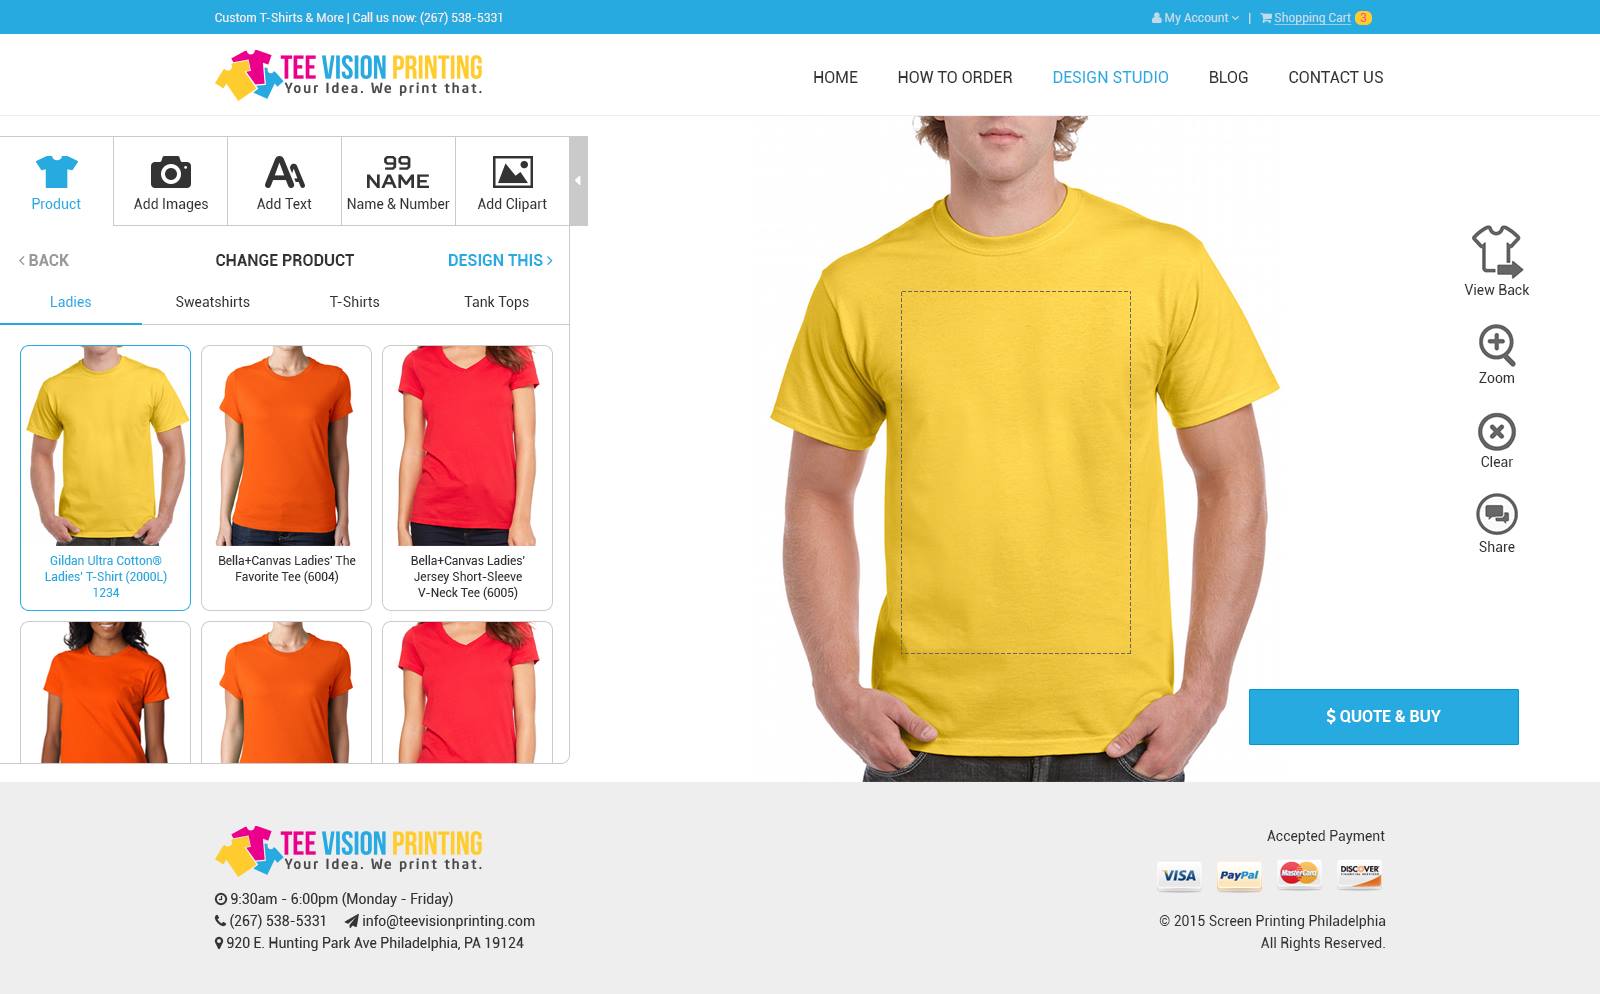 Custom T-Shirts & More | Call us now: (267) 538-5331
My Account | Shopping Cart 3
TEE VISION PRINTING
Your Idea. We print that.
HOME HOW TO ORDER DESIGN STUDIO BLOG CONTACT US
99
NAME
Product Add Images Add Text Name & Number Add Clipart
BACK CHANGE PRODUCT DESIGN THIS
Ladies Sweatshirts T-Shirts Tank Tops
Gildan Ultra Cotton®
Ladies' T-Shirt (2000L)
1234
Bella+Canvas Ladies' The
Favorite Tee (6004)
Bella+Canvas Ladies'
Jersey Short-Sleeve
V-Neck Tee (6005)
View Back
Zoom
Clear
Share
$ QUOTE & BUY
TEE VISION PRINTING
Your Idea. We print that.
9:30am - 6:00pm (Monday - Friday)
(267) 538-5331 info@teevisionprinting.com
920 E. Hunting Park Ave Philadelphia, PA 19124
Accepted Payment
VISA PayPal MasterCard DISCOVER
© 2015 Screen Printing Philadelphia
All Rights Reserved.